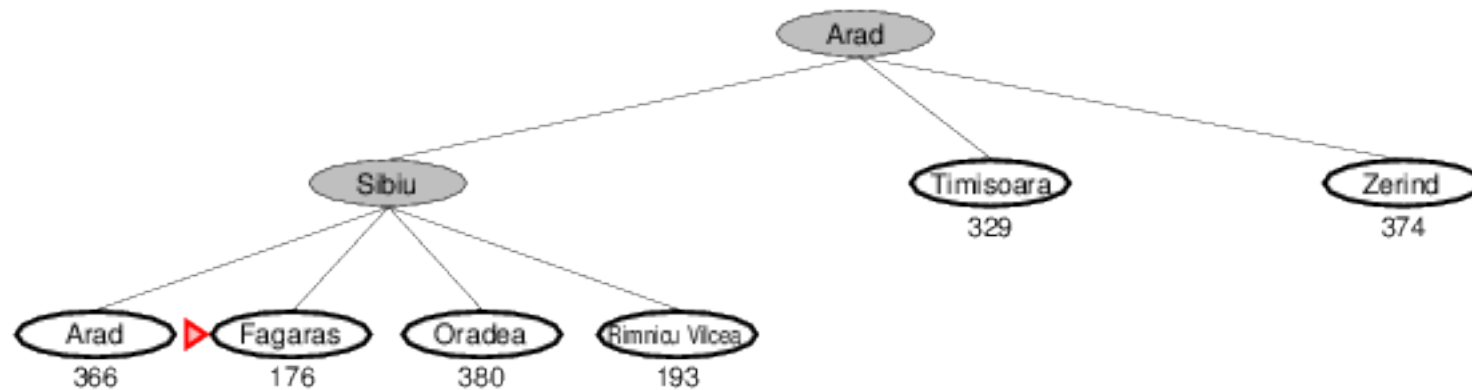 Arad
Sibiu
Timisoara
Zerind
329
374
Arad
Fagaras
Oradea
Rimnicu Vilcea
366
176
380
193